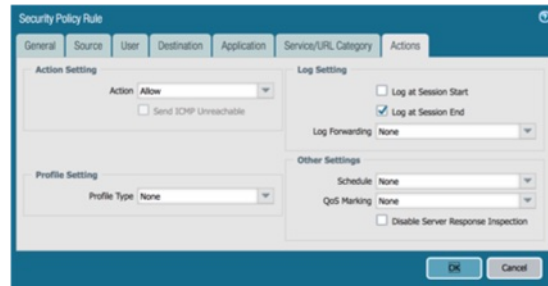 Security Policy Rule
General Source User Destination Application Service/URL Category Actions
Action Setting
Action Allow
Send ICMP Unreachable
Profile Setting
Profile Type None
Log Setting
Log at Session Start
Log at Session End
Log Forwarding None
Other Settings
Schedule None
QoS Marking None
Disable Server Response Inspection
OK Cancel